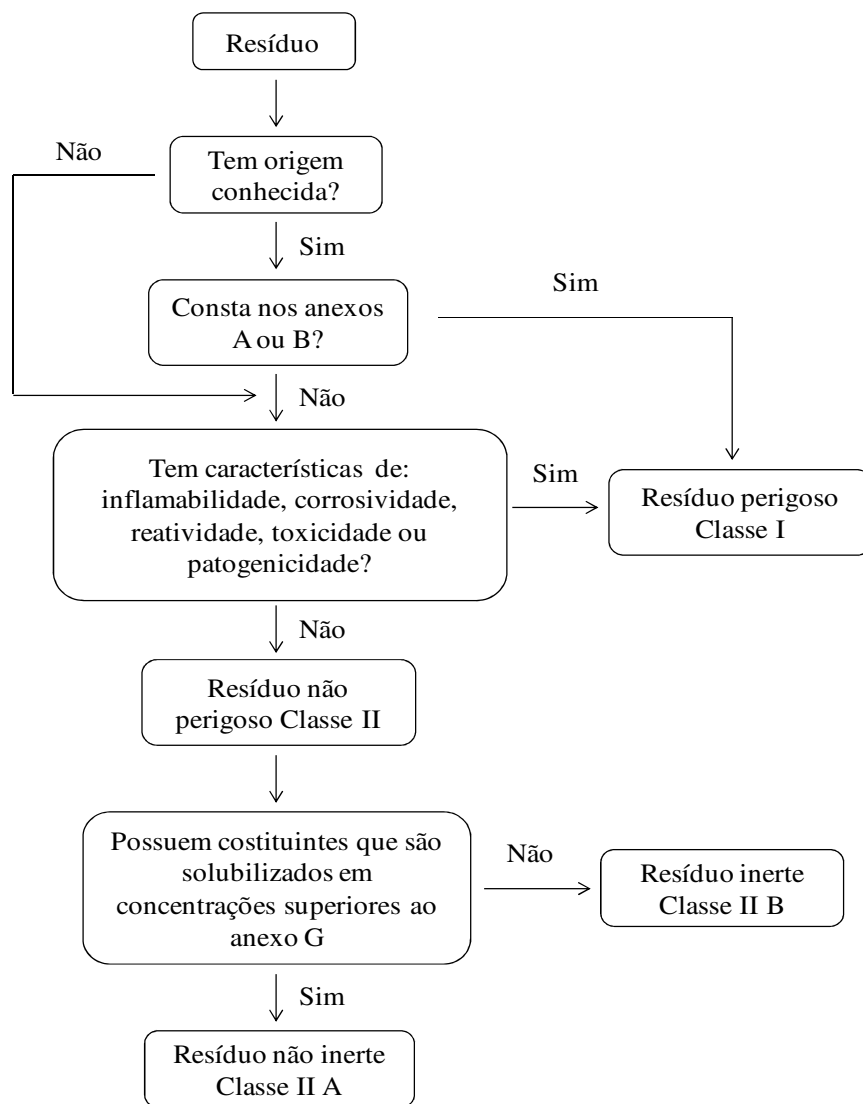 Resíduo
Não
Tem origem
conhecida?
Sim
Consta nos anexos
A ou B?
Sim
Não
Tem características de:
inflamabilidade, corrosividade,
reatividade, toxicidade ou
patogenicidade?
Sim
Resíduo perigoso
Classe I
Não
Resíduo não
perigoso Classe II
Possuem costituintes que são
solubilizados em
concentrações superiores ao
anexo G
Não
Resíduo inerte
Classe II B
Sim
Resíduo não inerte
Classe II A